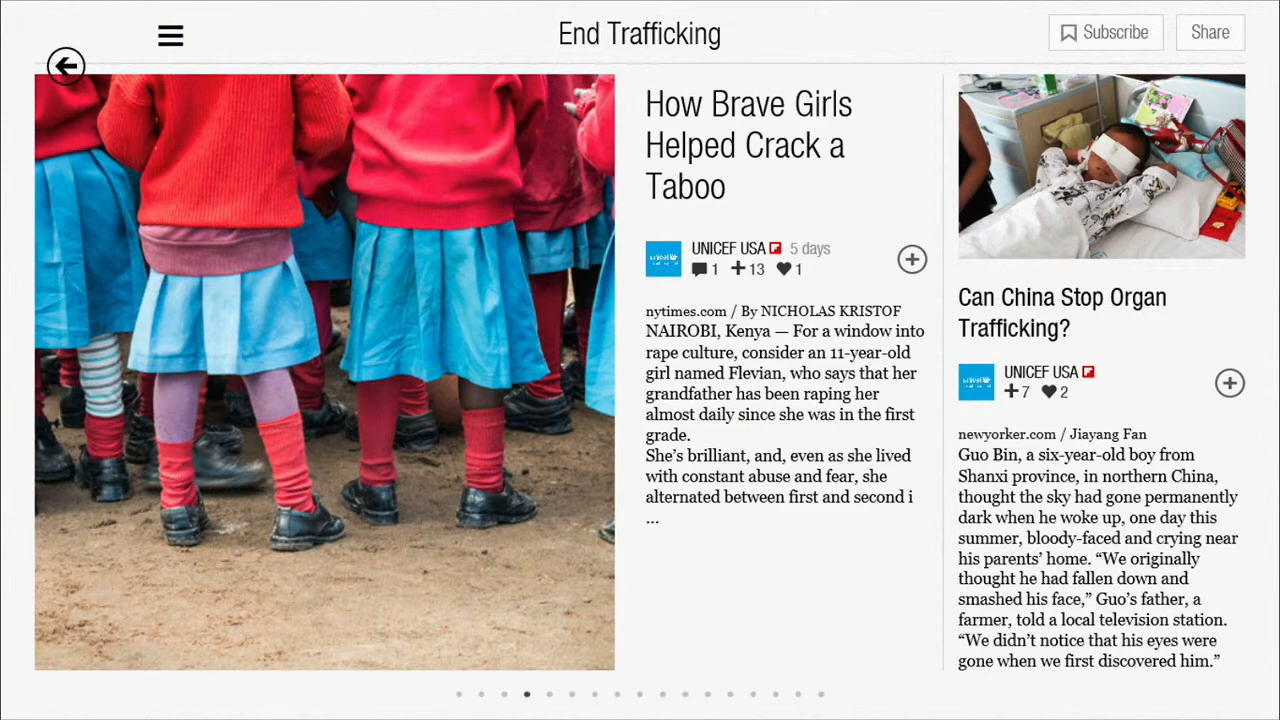 End Trafficking
Subscribe
Share
How Brave Girls
Helped Crack a
Taboo
UNICEF USA 5 days
1 13 1
nytimes.com / By NICHOLAS KRISTOF
NAIROBI, Kenya — For a window into
rape culture, consider an 11-year-old
girl named Flevian, who says that her
grandfather has been raping her
almost daily since she was in the first
grade.
She’s brilliant, and, even as she lived
with constant abuse and fear, she
alternated between first and second i
...
Can China Stop Organ
Trafficking?
unicef
UNICEF USA
7 2
newyorker.com / Jiayang Fan
Guo Bin, a six-year-old boy from
Shanxi province, in northern China,
thought the sky had gone permanently
dark when he woke up, one day this
summer, bloody-faced and crying near
his parents’ home. “We originally
thought he had fallen down and
smashed his face,” Guo’s father, a
farmer, told a local television station.
“We didn’t notice that his eyes were
gone when we first discovered him.”